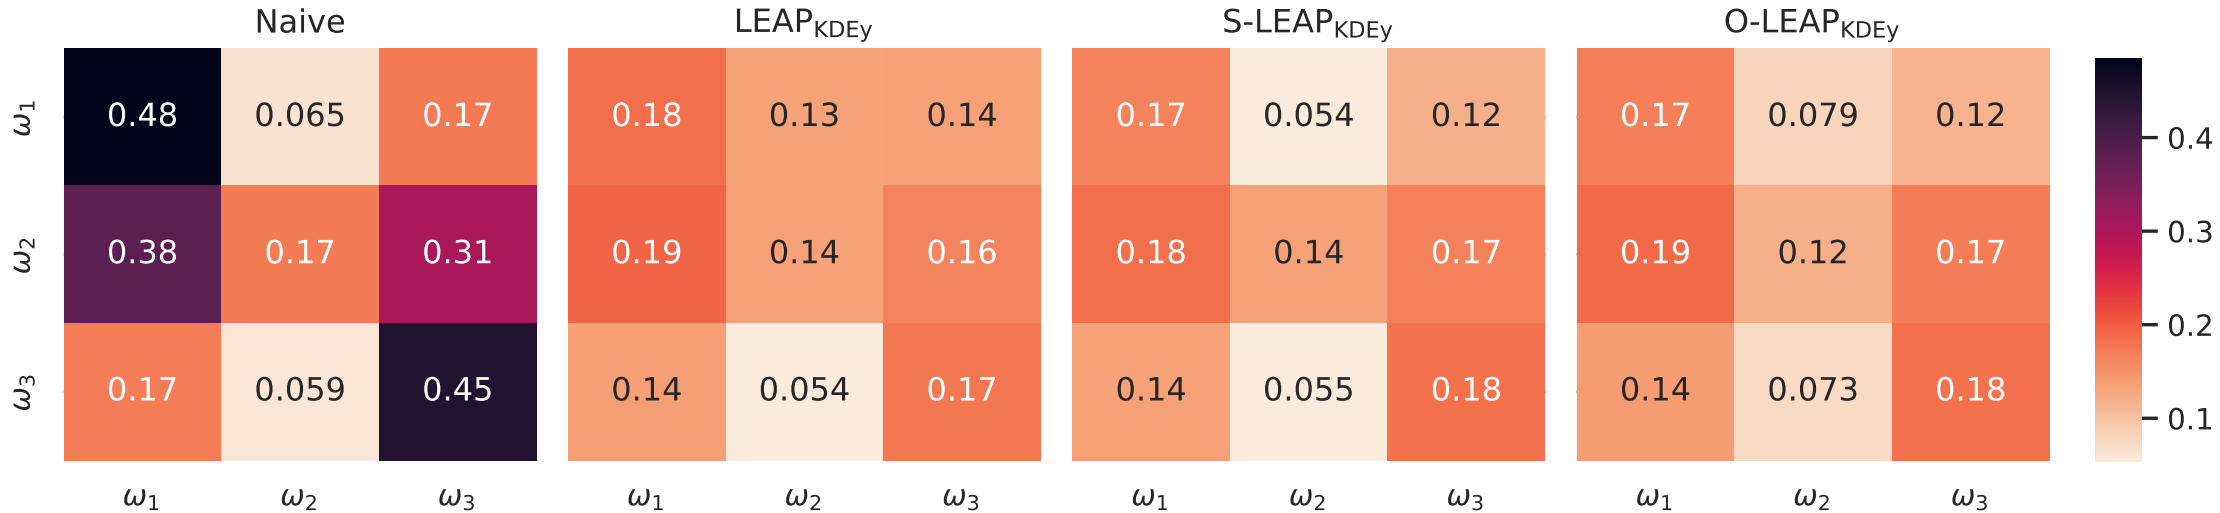 Naive LEAP_KDEy S-LEAP_KDEy O-LEAP_KDEy
ω₁ 0.48 0.065 0.17 0.18 0.13 0.14 0.17 0.054 0.12 0.17 0.079 0.12
0.4
ω₂ 0.38 0.17 0.31 0.19 0.14 0.16 0.18 0.14 0.17 0.19 0.12 0.17
0.3
0.2
ω₃ 0.17 0.059 0.45 0.14 0.054 0.17 0.14 0.055 0.18 0.14 0.073 0.18
0.1
ω₁ ω₂ ω₃ ω₁ ω₂ ω₃ ω₁ ω₂ ω₃ ω₁ ω₂ ω₃